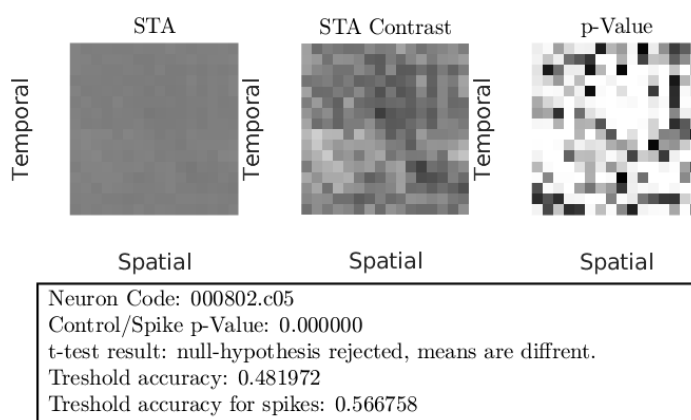 STA
STA Contrast
p-Value
Temporal
Temporal
Temporal
Spatial
Spatial
Spatial
Neuron Code: 000802.c05
Control/Spike p-Value: 0.000000
t-test result: null-hypothesis rejected, means are diffrent.
Treshold accuracy: 0.481972
Treshold accuracy for spikes: 0.566758